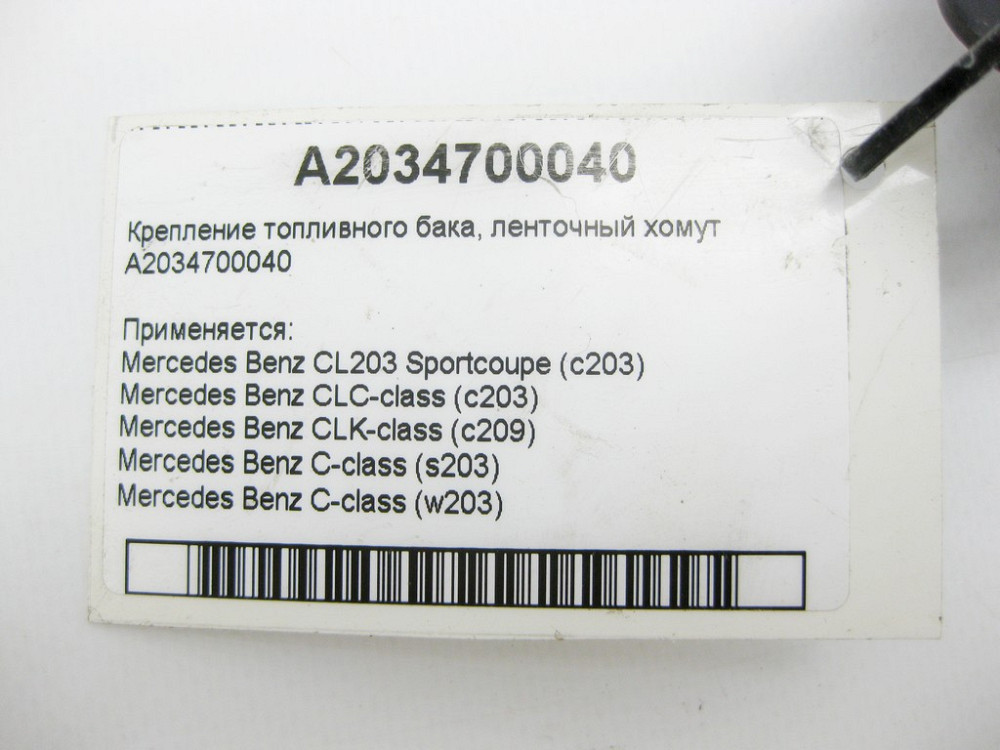 A2034700040
Крепление топливного бака, ленточный хомут
A2034700040
Применяется:
Mercedes Benz CL203 Sportcoupe (c203)
Mercedes Benz CLC-class (c203)
Mercedes Benz CLK-class (c209)
Mercedes Benz C-class (s203)
Mercedes Benz C-class (w203)